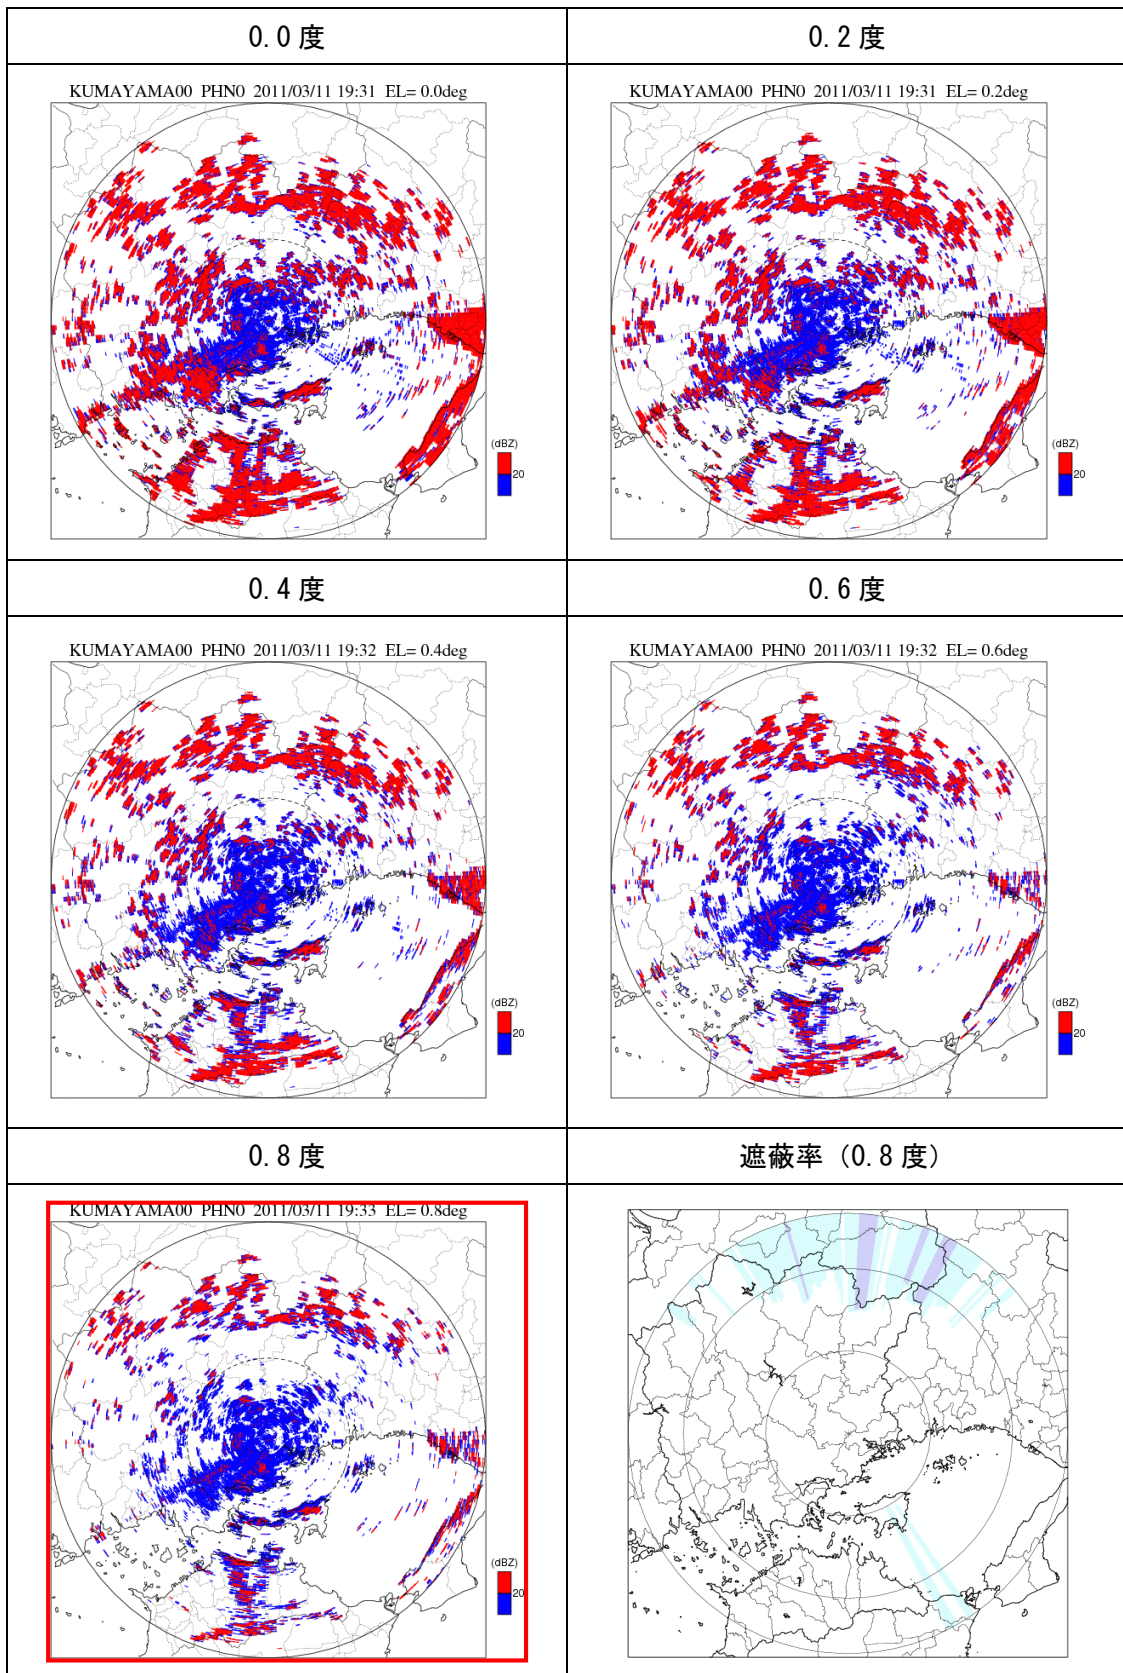 0.0度
0.2度
KUMAYAMA00 PHN0 2011/03/11 19:31 EL= 0.0deg
(dBZ)
20
KUMAYAMA00 PHN0 2011/03/11 19:31 EL= 0.2deg
(dBZ)
20
0.4度
0.6度
KUMAYAMA00 PHN0 2011/03/11 19:32 EL= 0.4deg
(dBZ)
20
KUMAYAMA00 PHN0 2011/03/11 19:32 EL= 0.6deg
(dBZ)
20
0.8度
遮蔽率（0.8度）
KUMAYAMA00 PHN0 2011/03/11 19:33 EL= 0.8deg
(dBZ)
20